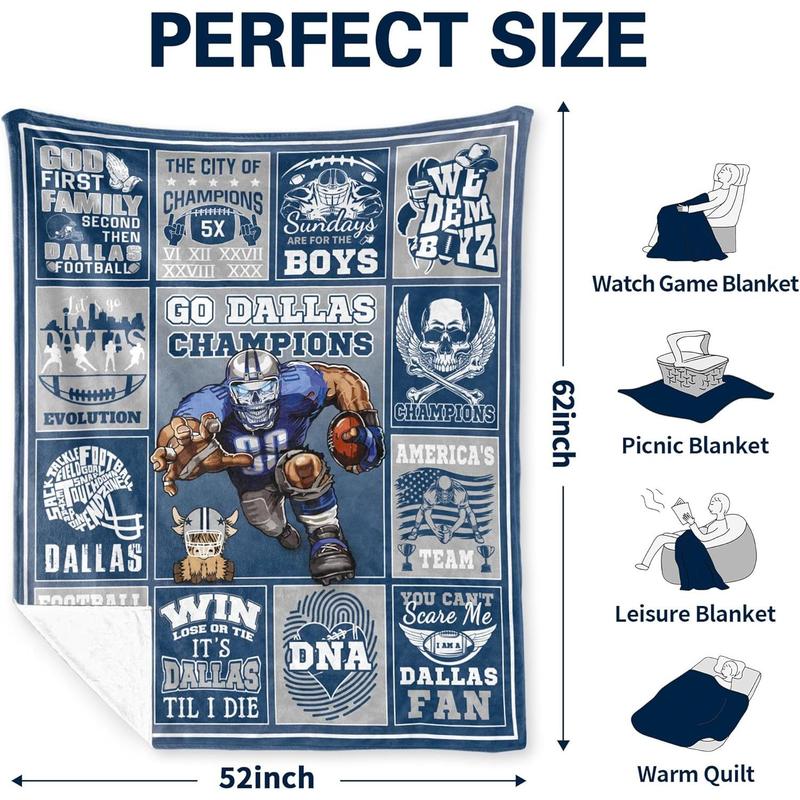 PERFECT SIZE
GOD
FIRST
FAMILY
SECOND
THEN
DALLAS
FOOTBALL
THE CITY OF
CHAMPIONS
5X
VI XII XXVII
XXVIII XXX
Sundays
ARE FOR THE
BOYS
WE
DEM
BOYZ
Let's go
DALLAS
EVOLUTION
GO DALLAS
CHAMPIONS
CHAMPIONS
FOOTBALL
DALLAS
AMERICA'S
TEAM
FOOTBALL
WIN
LOSE OR TIE
IT'S
DALLAS
TIL I DIE
DNA
YOU CAN'T
Scare Me
I AM A
DALLAS
FAN
62inch
52inch
Watch Game Blanket
Picnic Blanket
Leisure Blanket
Warm Quilt